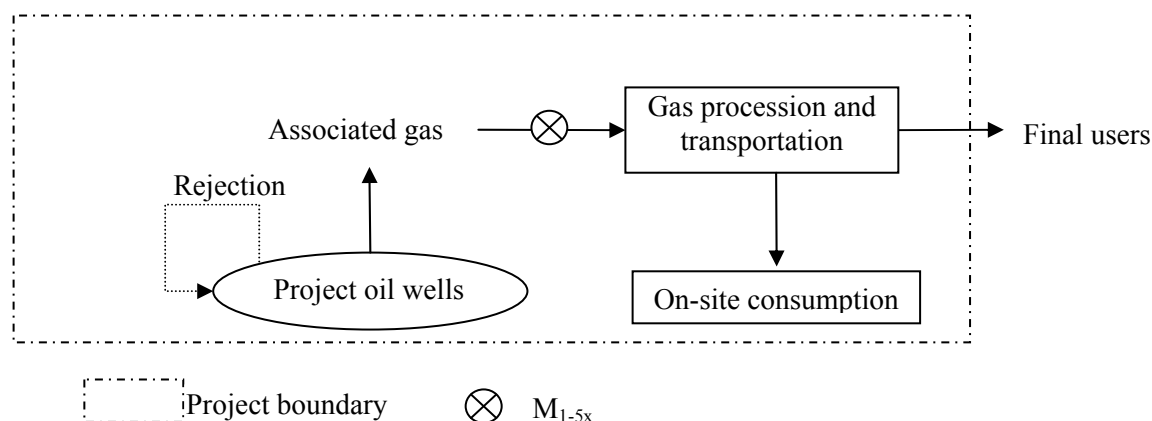 Gas procession and
transportation
Associated gas
Final users
Rejection
Project oil wells
On-site consumption
Project boundary
M1-5x